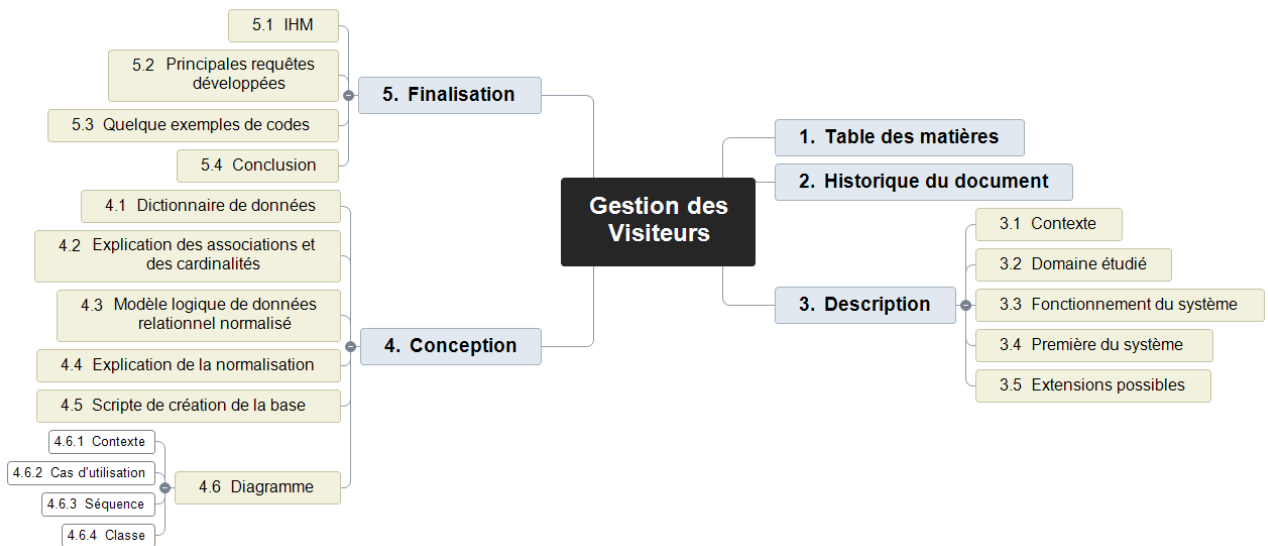 Gestion des
Visiteurs
1. Table des matières
2. Historique du document
3. Description
3.1 Contexte
3.2 Domaine étudié
3.3 Fonctionnement du système
3.4 Première du système
3.5 Extensions possibles
4. Conception
4.1 Dictionnaire de données
4.2 Explication des associations et
des cardinalités
4.3 Modèle logique de données
relationnel normalisé
4.4 Explication de la normalisation
4.5 Scripte de création de la base
4.6 Diagramme
4.6.1 Contexte
4.6.2 Cas d'utilisation
4.6.3 Séquence
4.6.4 Classe
5. Finalisation
5.1 IHM
5.2 Principales requêtes
développées
5.3 Quelque exemples de codes
5.4 Conclusion